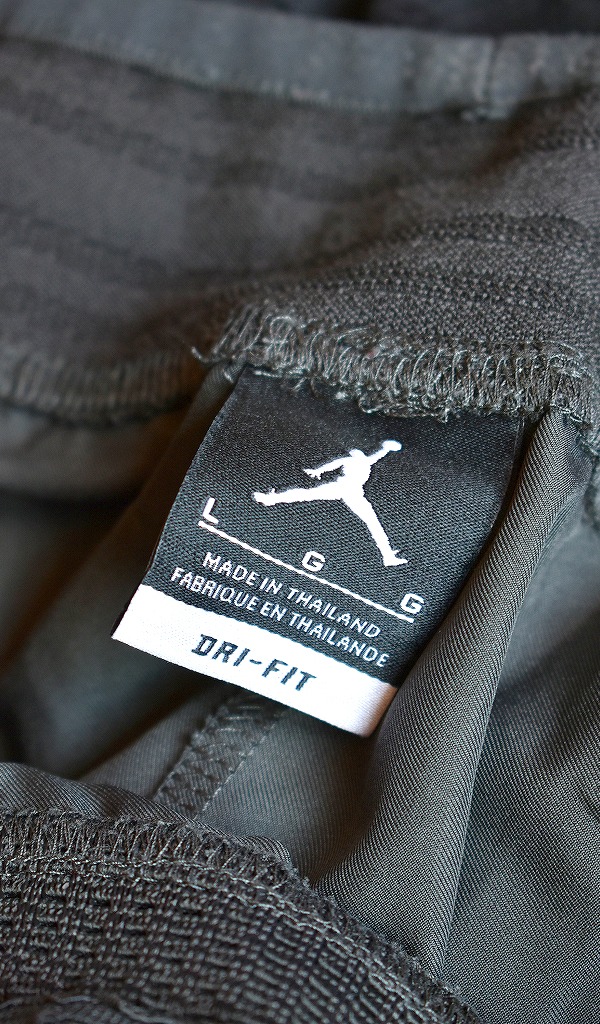 L G G
MADE IN THAILAND
FABRIQUE EN THAILANDE
DRI-FIT